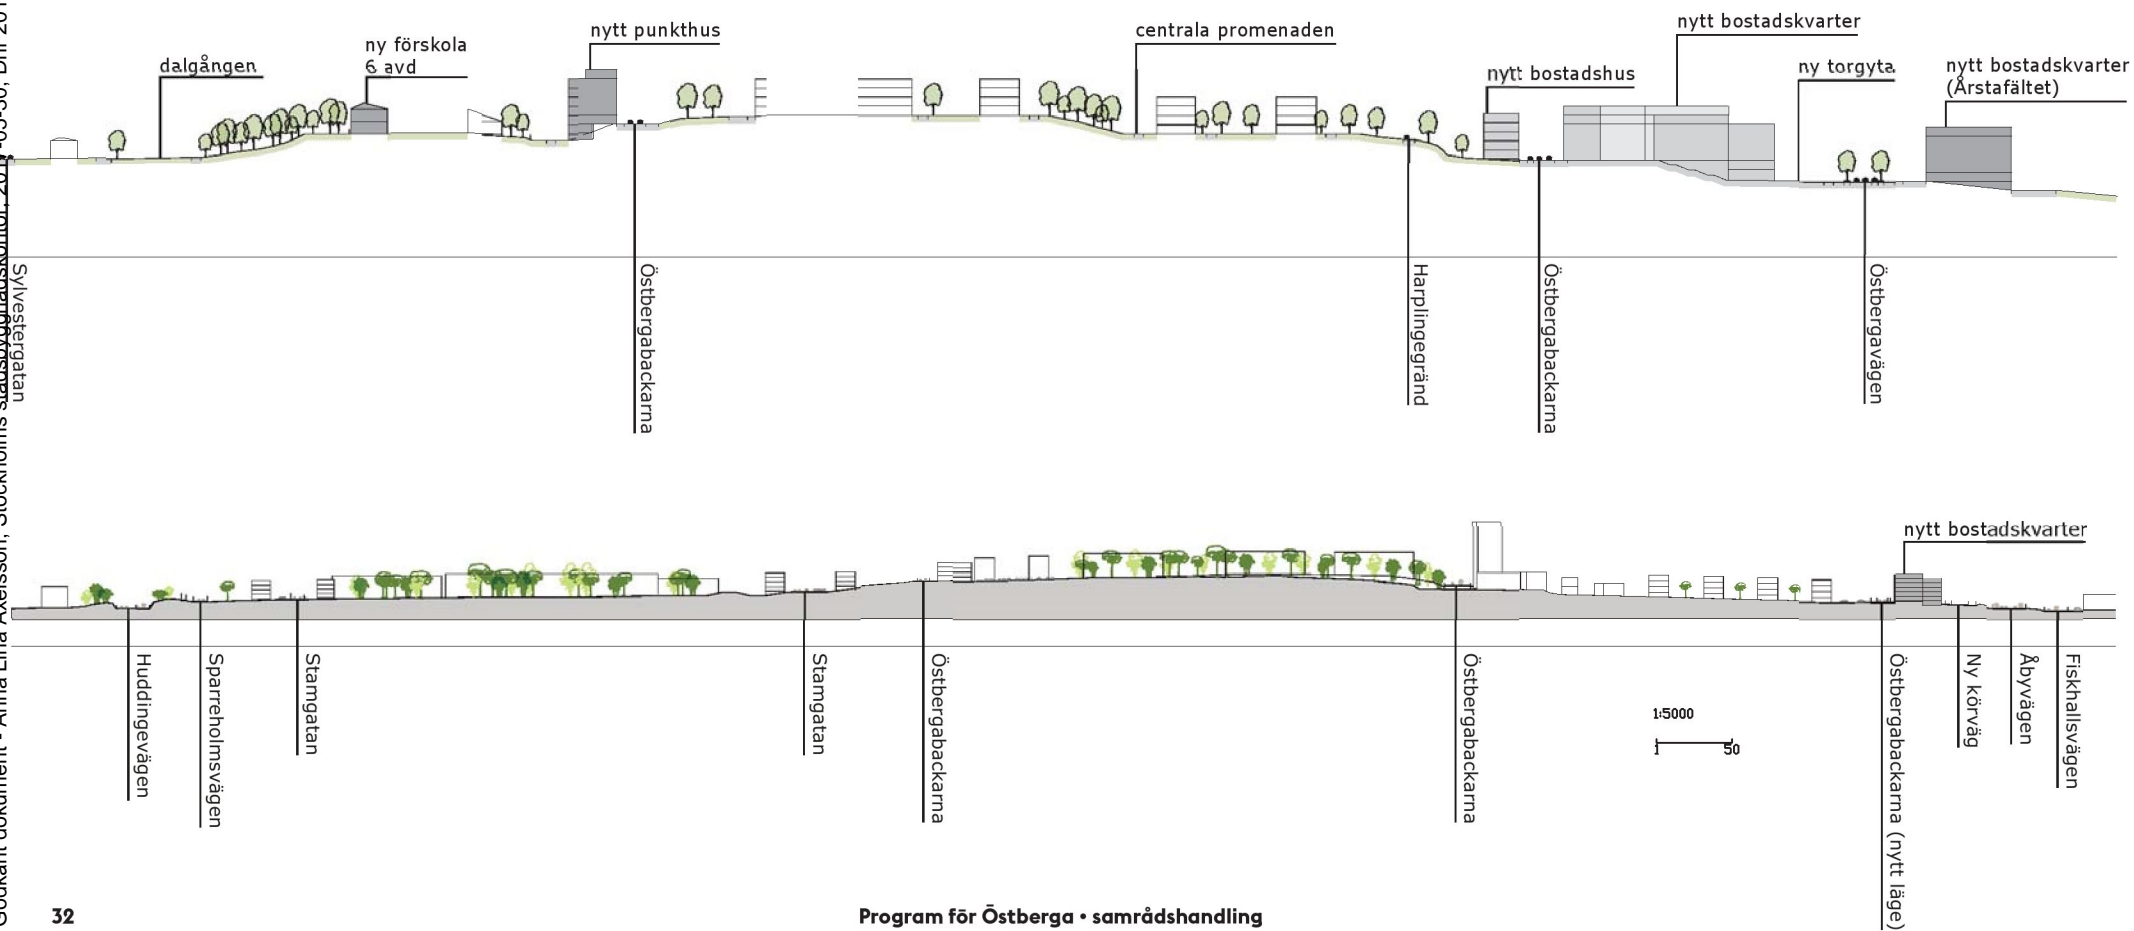 nytt punkthus
centrala promenaden
nytt bostadskvarter
ny förskola
6 avd
dalgången
nytt bostadshus
ny torgyta
nytt bostadskvarter
(Årstafältet)
Sylvestergatan
Östbergabackarna
Harplingegränd
Östbergabackarna
Östbergavägen
nytt bostadskvarter
Huddingevägen
Sparreholmsvägen
Stamgatan
Stamgatan
Östbergabackarna
Östbergabackarna
1:5000
1 50
Östbergabackarna (nytt läge)
Ny körväg
Åbyvägen
Fiskhallsvägen
32
Program för Östberga • samrådshandling